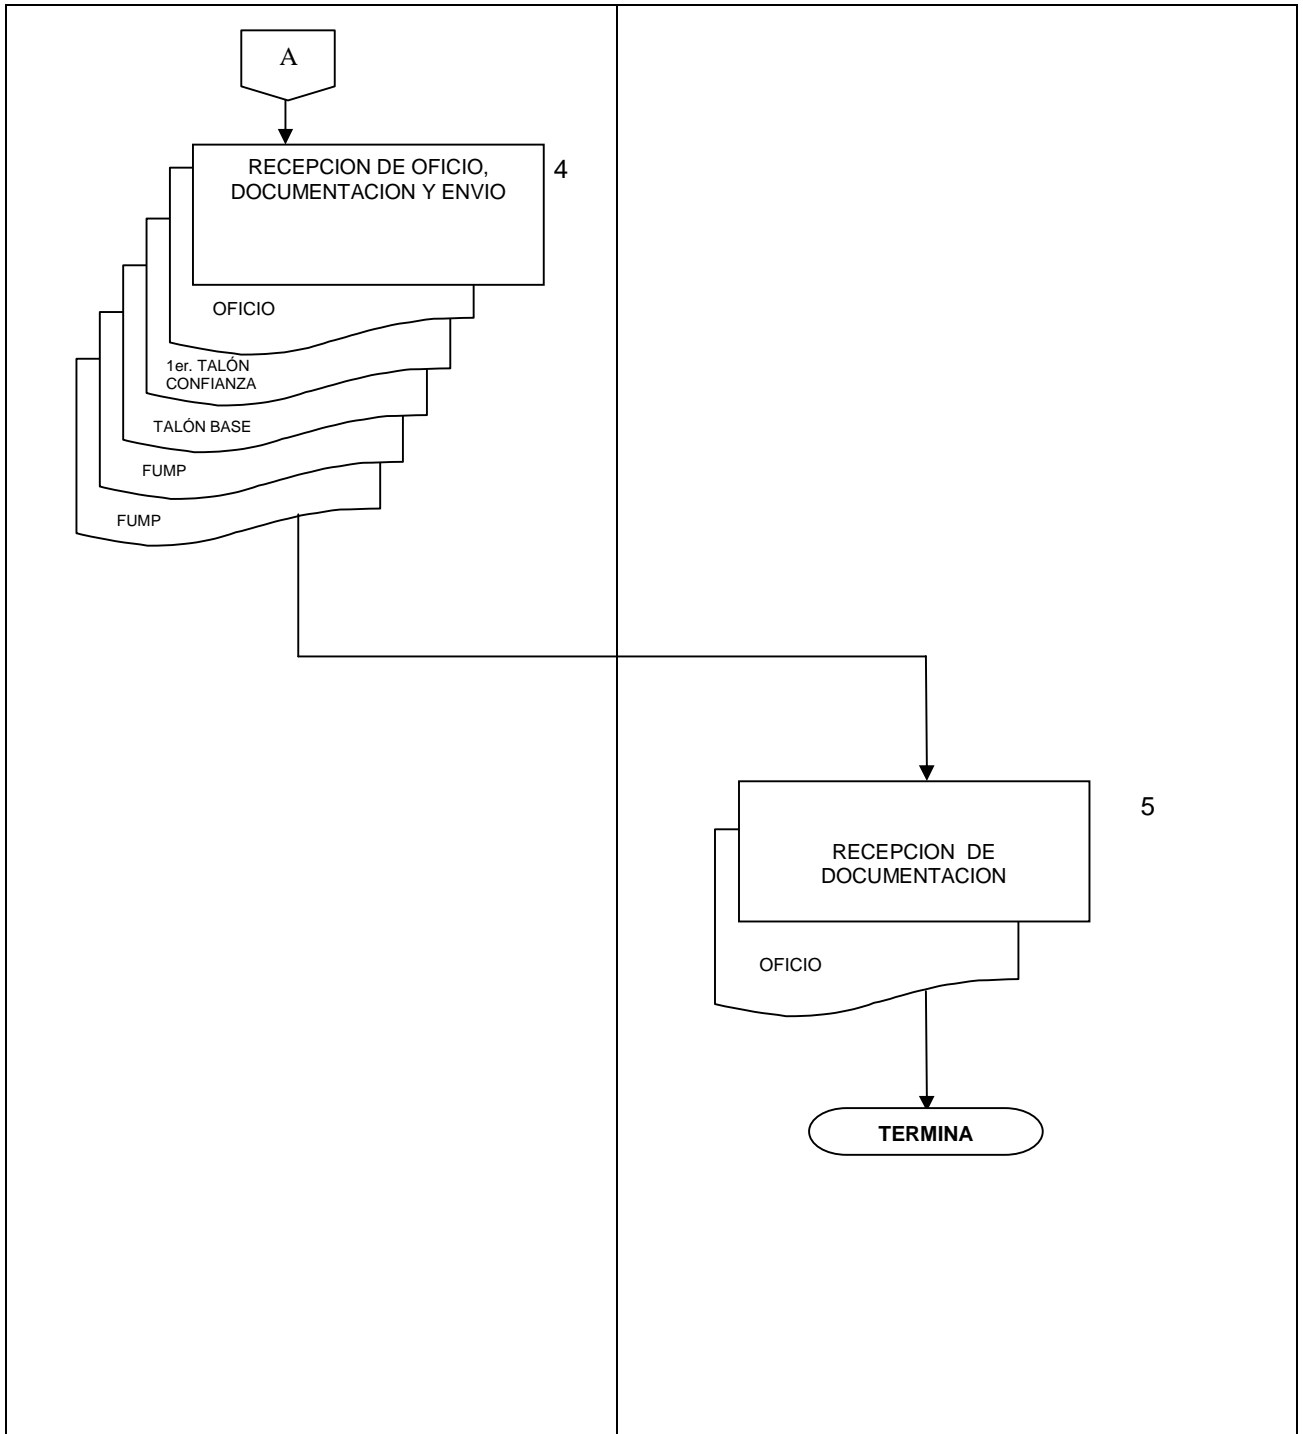 A
RECEPCION DE OFICIO,
DOCUMENTACION Y ENVIO
4
OFICIO
1er. TALÓN
CONFIANZA
TALÓN BASE
FUMP
FUMP
5
RECEPCION DE
DOCUMENTACION
OFICIO
TERMINA